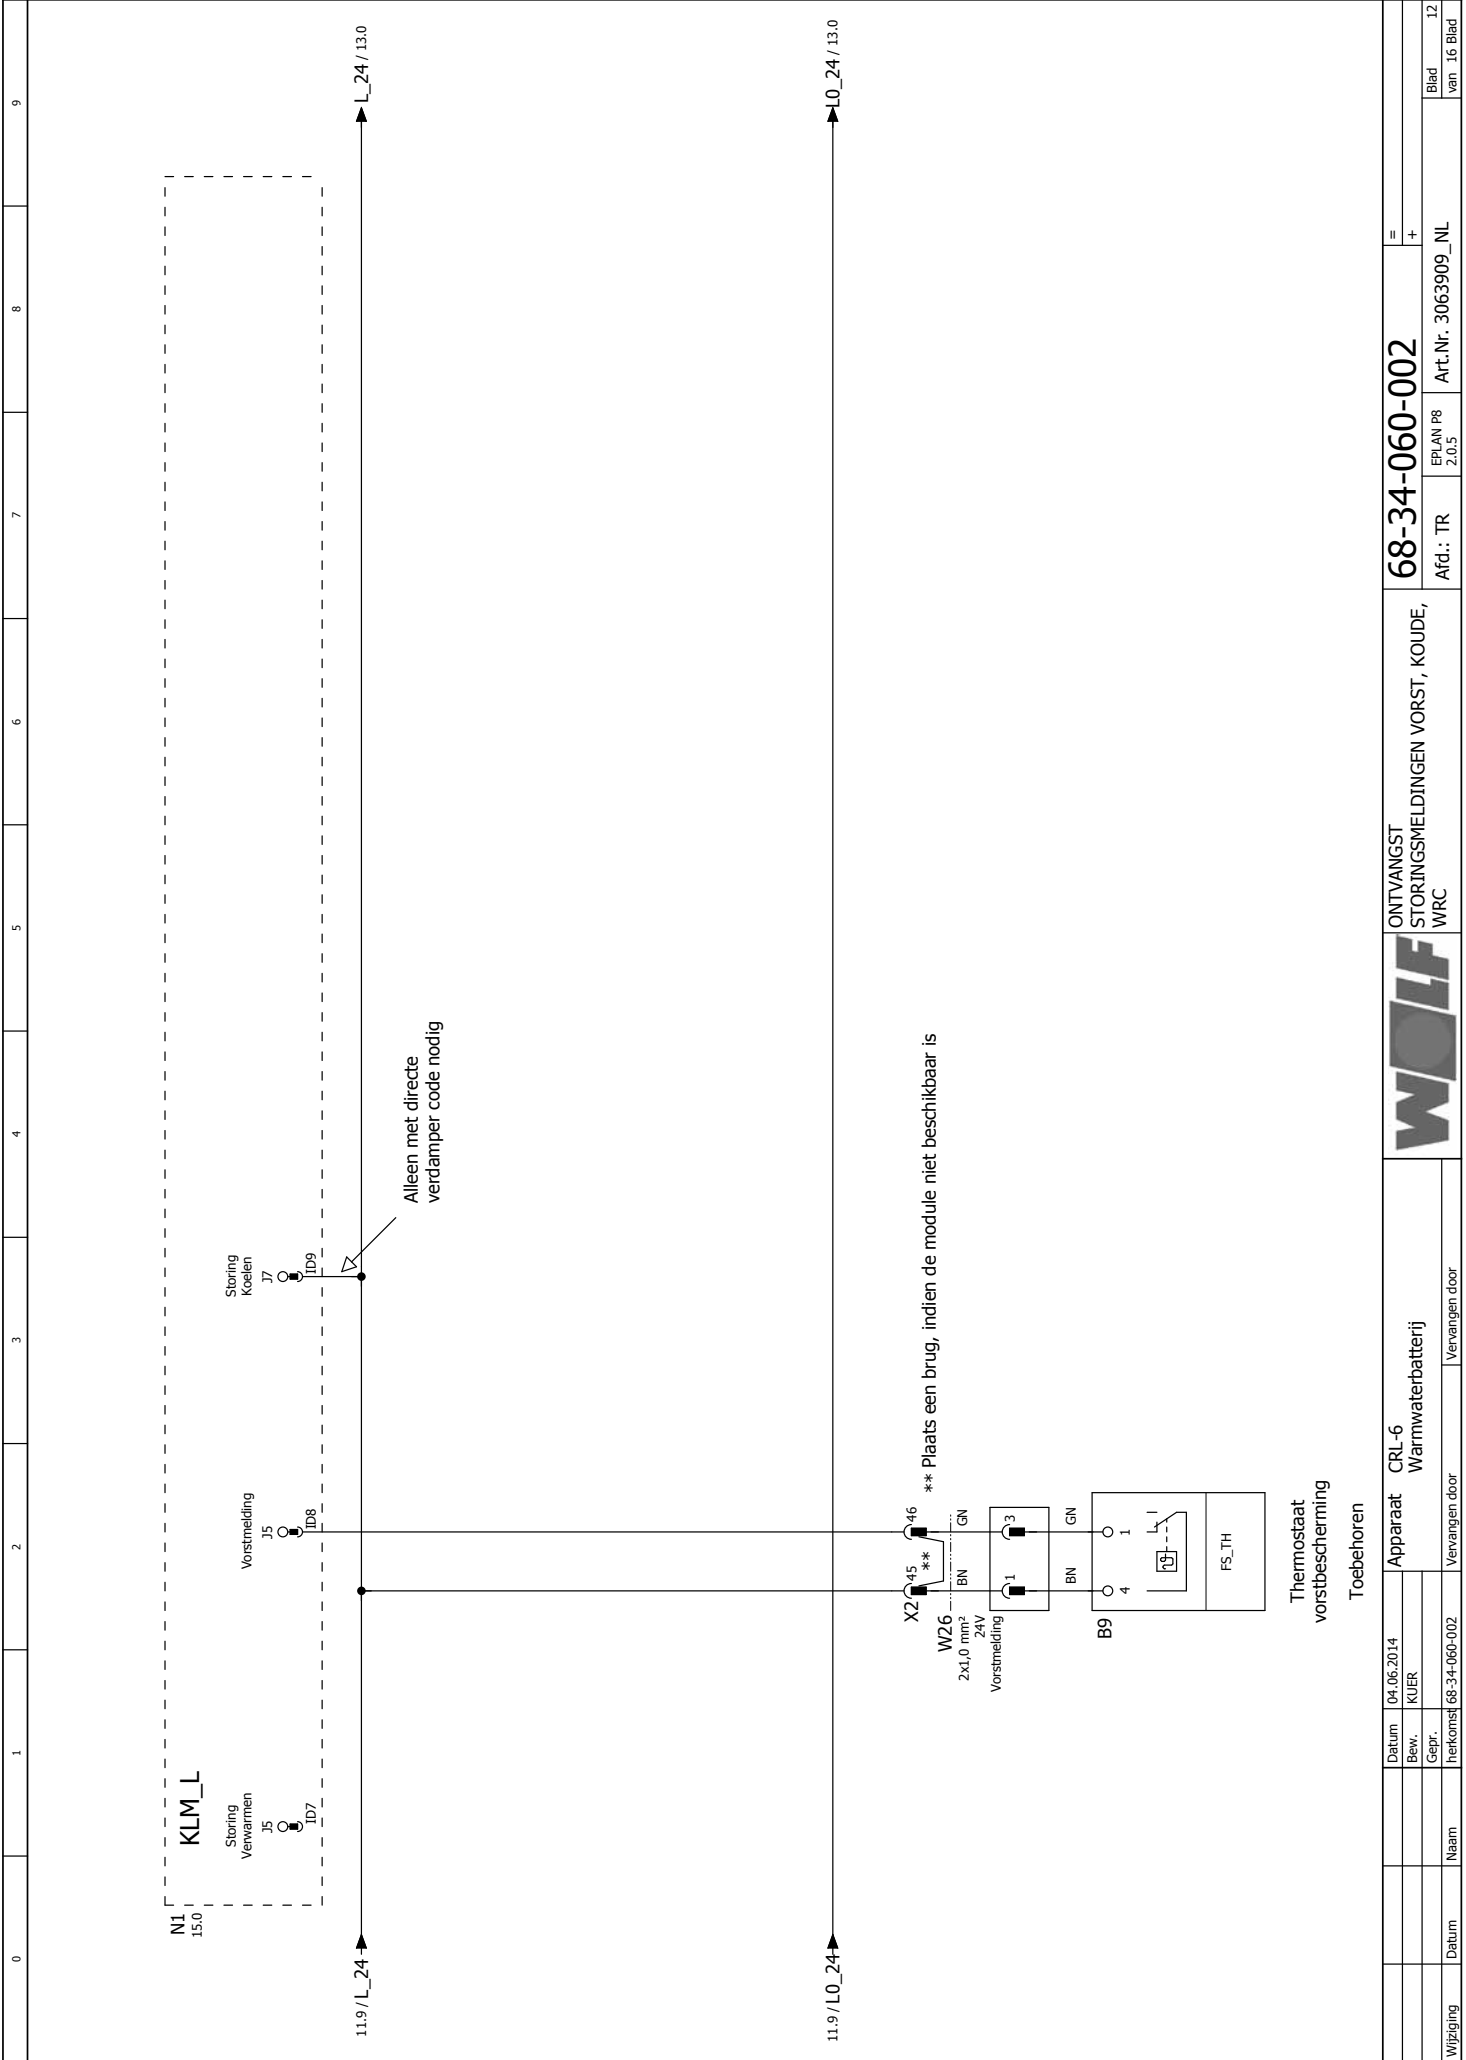 0 1 2 3 4 5 6 7 8 9
N1
15.0
KLM_L
Storing
Verwarmen
J5
ID7
Vorstmelding
J5
ID8
Storing
Koelen
J7
ID9
11.9 / L_24
L_24 / 13.0
Alleen met directe
verdamper code nodig
11.9 / L0_24
L0_24 / 13.0
X2
45
46
**
** Plaats een brug, indien de module niet beschikbaar is
W26
2x1,0 mm²
24V
Vorstmelding
BN
GN
1
3
BN
GN
B9
4
1
FS_TH
Thermostaat
vorstbescherming
Toebehoren
Wijziging
Datum
Naam
Datum
04.06.2014
Bew.
KUER
Gepr.
herkomst
68-34-060-002
Apparaat
CRL-6
Warmwaterbatterij
Vervangen door
Vervangen door
WOLF
ONTVANGST
STORINGSMELDINGEN VORST, KOUDE,
WRC
68-34-060-002
=
+
Afd.: TR
EPLAN P8
2.0.5
Art.Nr. 3063909_NL
Blad 12
van 16 Blad